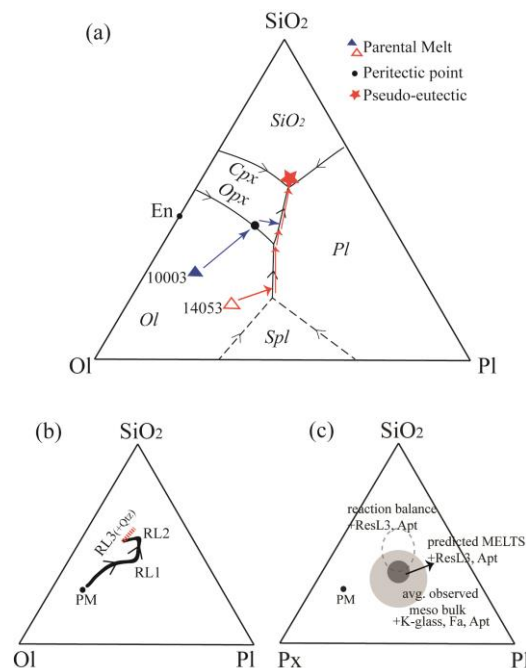 (a)
SiO₂
Parental Melt
Peritectic point
Pseudo-eutectic
SiO₂
Cpx
Opx
En
Pl
10003
14053
Ol
Spl
Ol
Pl
(b)
SiO₂
RL3(+Qtz)
RL2
RL1
PM
Ol
Pl
(c)
SiO₂
reaction balance
+ResL3, Apt
predicted MELTS
+ResL3, Apt
PM
avg. observed
meso bulk
+K-glass, Fa, Apt
Px
Pl